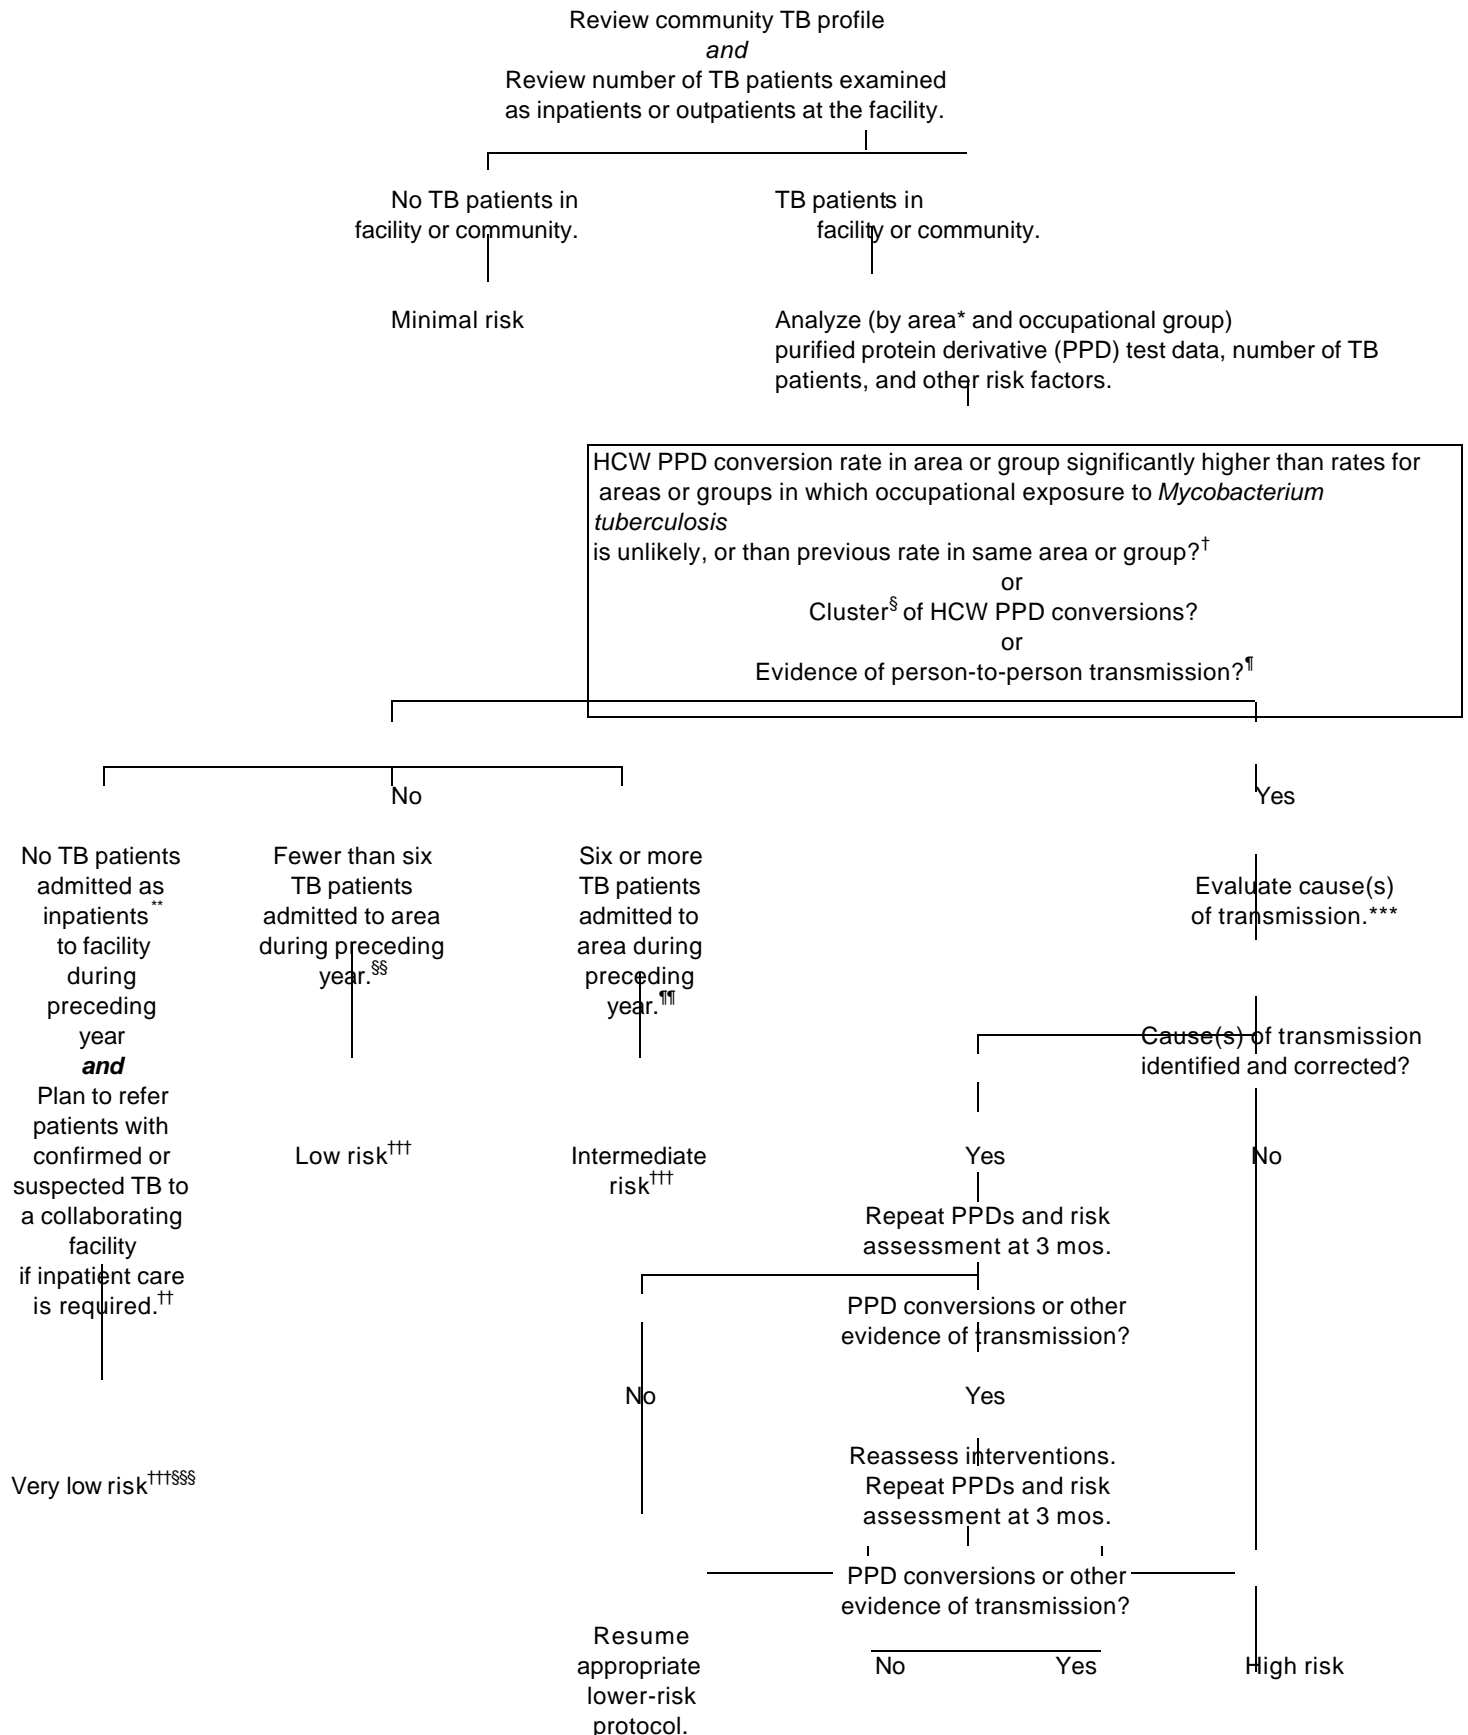 Review community TB profile
and
Review number of TB patients examined
as inpatients or outpatients at the facility.
No TB patients in
facility or community.
TB patients in
facility or community.
Minimal risk
Analyze (by area* and occupational group)
purified protein derivative (PPD) test data, number of TB
patients, and other risk factors.
HCW PPD conversion rate in area or group significantly higher than rates for
areas or groups in which occupational exposure to Mycobacterium
tuberculosis
is unlikely, or than previous rate in same area or group?†
or
Cluster§ of HCW PPD conversions?
or
Evidence of person-to-person transmission?¶
No
Yes
No TB patients
admitted as
inpatients**
to facility
during
preceding
year
and
Plan to refer
patients with
confirmed or
suspected TB to
a collaborating
facility
if inpatient care
is required.††
Very low risk†††§§§
Fewer than six
TB patients
admitted to area
during preceding
year.§§
Low risk†††
Six or more
TB patients
admitted to
area during
preceding
year.¶¶
Intermediate
risk†††
Evaluate cause(s)
of transmission.***
Cause(s) of transmission
identified and corrected?
Yes
No
Repeat PPDs and risk
assessment at 3 mos.
PPD conversions or other
evidence of transmission?
No
Yes
Reassess interventions.
Repeat PPDs and risk
assessment at 3 mos.
PPD conversions or other
evidence of transmission?
No
Yes
Resume
appropriate
lower-risk
protocol.
High risk